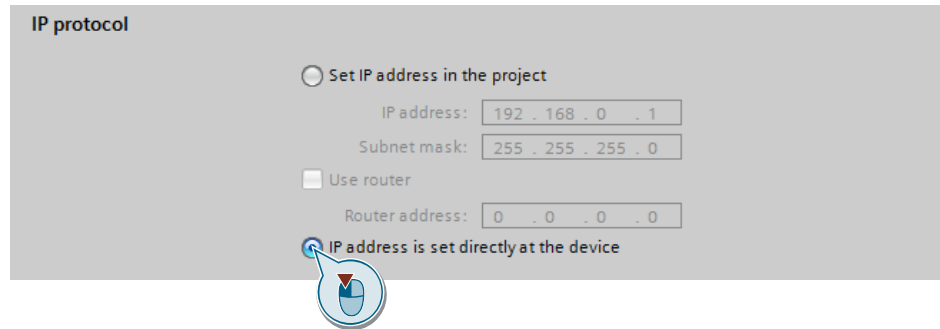 IP protocol
Set IP address in the project
IP address: 192 . 168 . 0 . 1
Subnet mask: 255 . 255 . 255 . 0
Use router
Router address: 0 . 0 . 0 . 0
IP address is set directly at the device